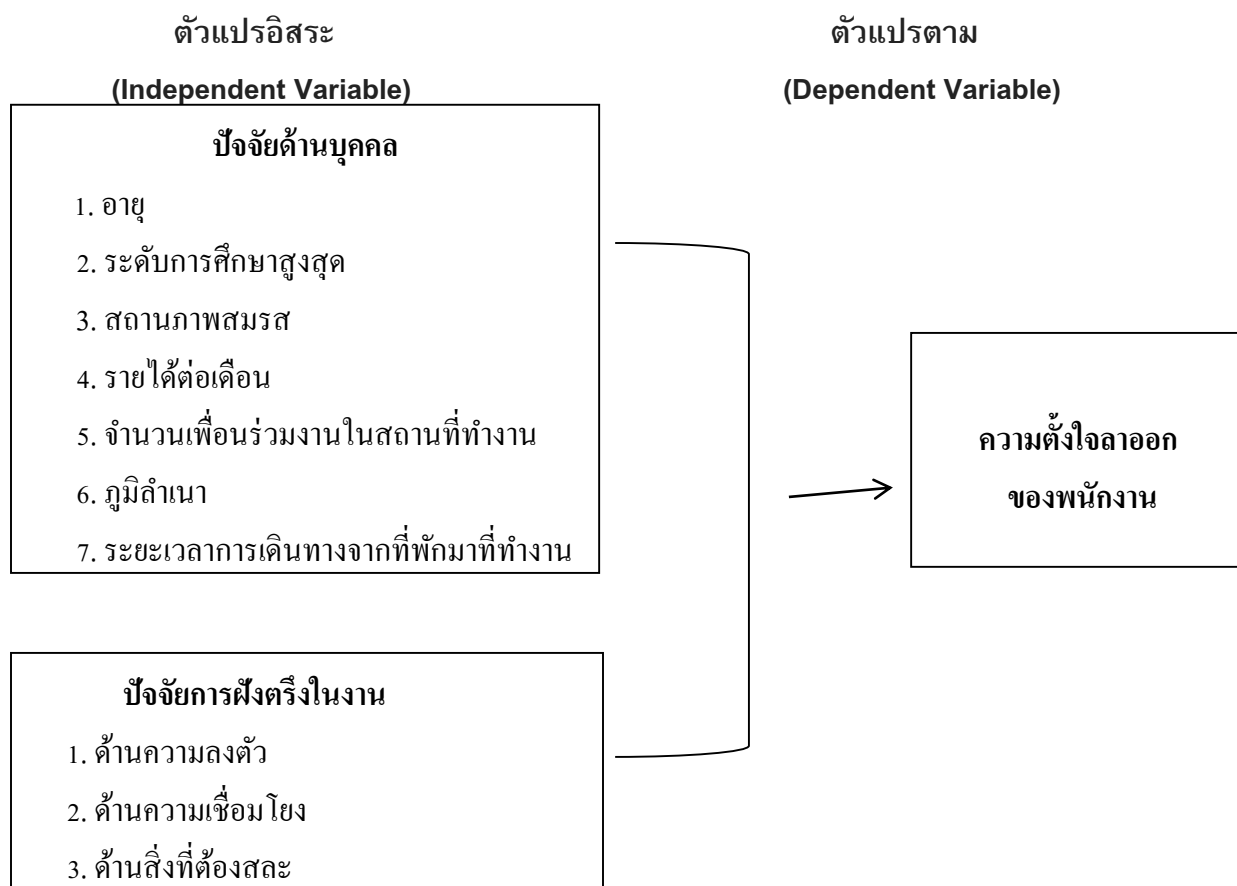 ตัวแปรอิสระ
(Independent Variable)
ปัจจัยด้านบุคคล
1. อายุ
2. ระดับการศึกษาสูงสุด
3. สถานภาพสมรส
4. รายได้ต่อเดือน
5. จำนวนเพื่อนร่วมงานในสถานที่ทำงาน
6. ภูมิลำเนา
7. ระยะเวลาการเดินทางจากที่พักมาที่ทำงาน
ปัจจัยการฝังตรึงในงาน
1. ด้านความลงตัว
2. ด้านความเชื่อมโยง
3. ด้านสิ่งที่ต้องสละ
ตัวแปรตาม
(Dependent Variable)
ความตั้งใจลาออก
ของพนักงาน